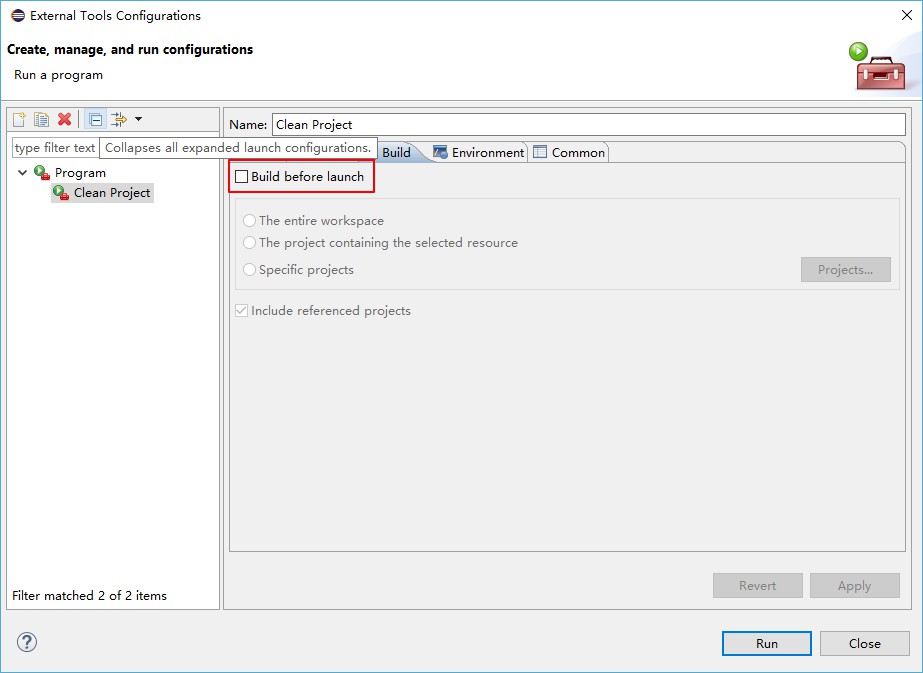 External Tools Configurations
Create, manage, and run configurations
Run a program
Name: Clean Project
type filter text
Collapses all expanded launch configurations.
Build
Environment
Common
Program
Clean Project
Build before launch
The entire workspace
The project containing the selected resource
Specific projects
Projects...
Include referenced projects
Filter matched 2 of 2 items
Revert
Apply
?
Run
Close